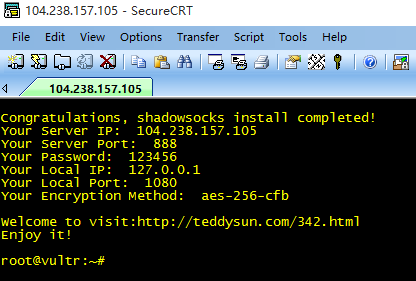 104.238.157.105 - SecureCRT
File Edit View Options Transfer Script Tools Help
104.238.157.105
Congratulations, shadowsocks install completed!
Your Server IP: 104.238.157.105
Your Server Port: 888
Your Password: 123456
Your Local IP: 127.0.0.1
Your Local Port: 1080
Your Encryption Method: aes-256-cfb
Welcome to visit:http://teddysun.com/342.html
Enjoy it!
root@vultr:~#